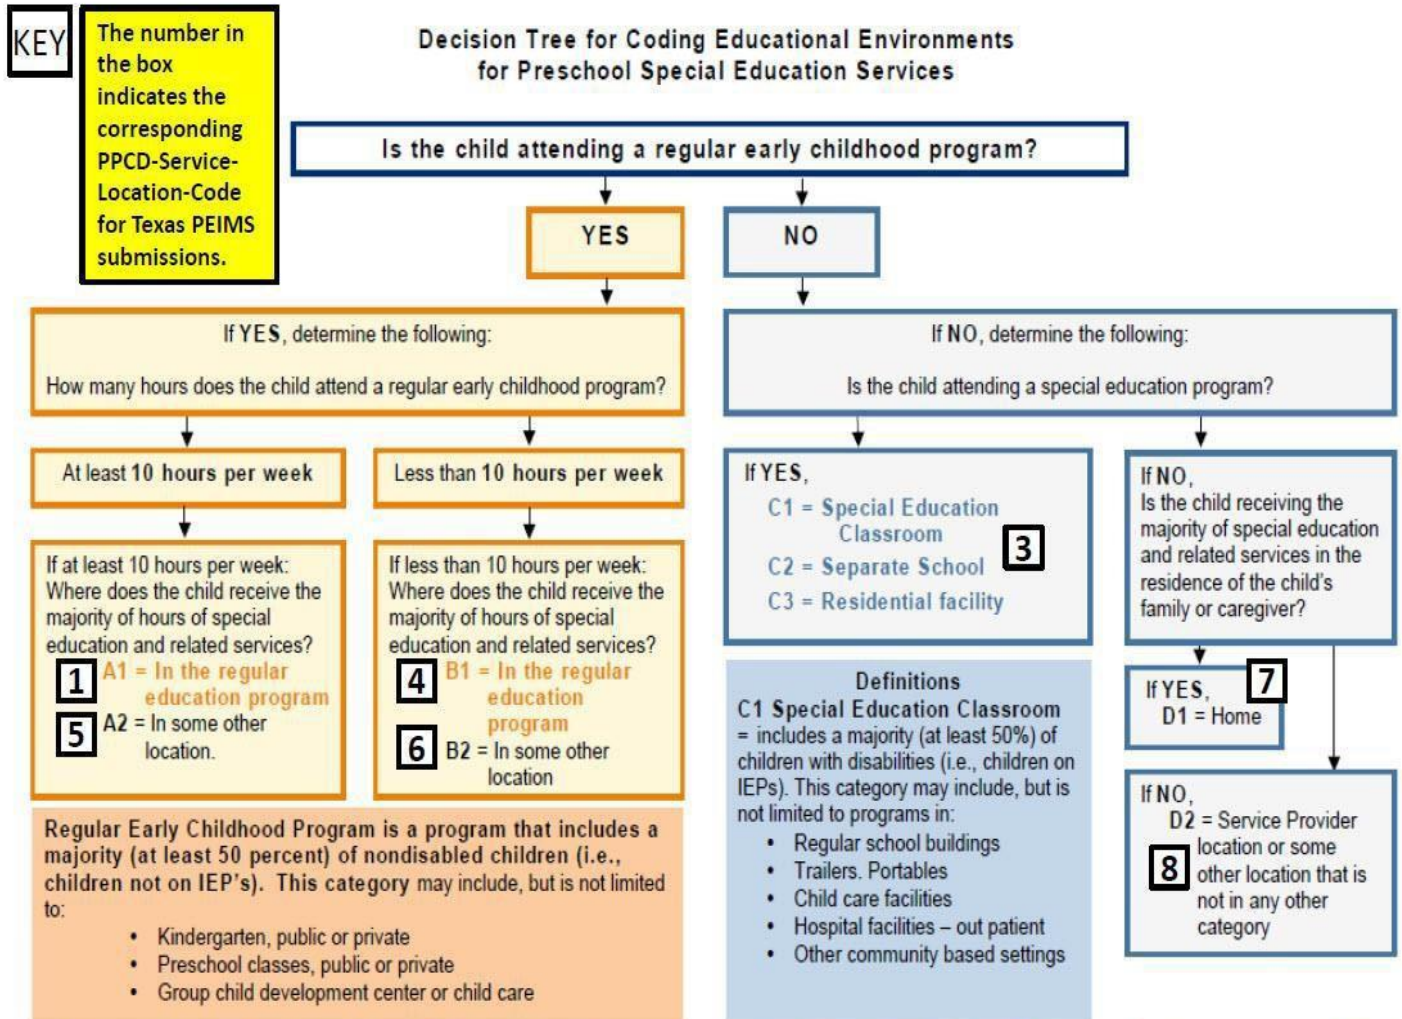 KEY
The number in
the box
indicates the
corresponding
PPCD-Service-
Location-Code
for Texas PEIMS
submissions.
Decision Tree for Coding Educational Environments
for Preschool Special Education Services
Is the child attending a regular early childhood program?
YES
NO
If YES, determine the following:
How many hours does the child attend a regular early childhood program?
If NO, determine the following:
Is the child attending a special education program?
At least 10 hours per week
Less than 10 hours per week
If at least 10 hours per week:
Where does the child receive the
majority of hours of special
education and related services?
1 A1 = In the regular
education program
5 A2 = In some other
location.
If less than 10 hours per week:
Where does the child receive the
majority of hours of special
education and related services?
4 B1 = In the regular
education
program
6 B2 = In some other
location
If YES,
C1 = Special Education
Classroom
3
C2 = Separate School
C3 = Residential facility
If NO,
Is the child receiving the
majority of special education
and related services in the
residence of the child's
family or caregiver?
If YES, 7
D1 = Home
If NO,
D2 = Service Provider
location or some
8 other location that is
not in any other
category
Regular Early Childhood Program is a program that includes a
majority (at least 50 percent) of nondisabled children (i.e.,
children not on IEP's). This category may include, but is not limited
to:
• Kindergarten, public or private
• Preschool classes, public or private
• Group child development center or child care
Definitions
C1 Special Education Classroom
= includes a majority (at least 50%) of
children with disabilities (i.e., children on
IEPs). This category may include, but is
not limited to programs in:
• Regular school buildings
• Trailers. Portables
• Child care facilities
• Hospital facilities – out patient
• Other community based settings